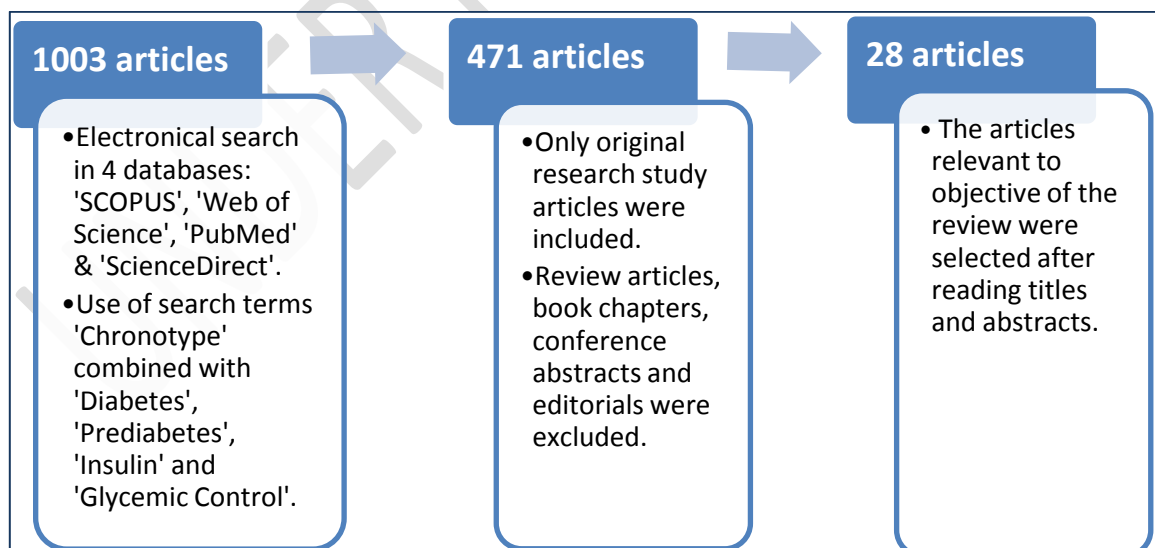 1003 articles
•Electronical search
in 4 databases:
'SCOPUS', 'Web of
Science', 'PubMed'
& 'ScienceDirect'.
•Use of search terms
'Chronotype'
combined with
'Diabetes',
'Prediabetes',
'Insulin' and
'Glycemic Control'.
471 articles
•Only original
research study
articles were
included.
•Review articles,
book chapters,
conference
abstracts and
editorials were
excluded.
28 articles
• The articles
relevant to
objective of the
review were
selected after
reading titles
and abstracts.